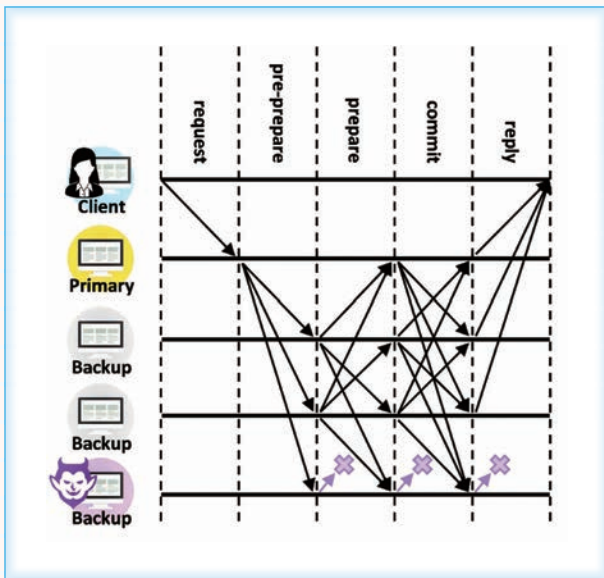 request
pre-prepare
prepare
commit
reply
Client
Primary
Backup
Backup
Backup